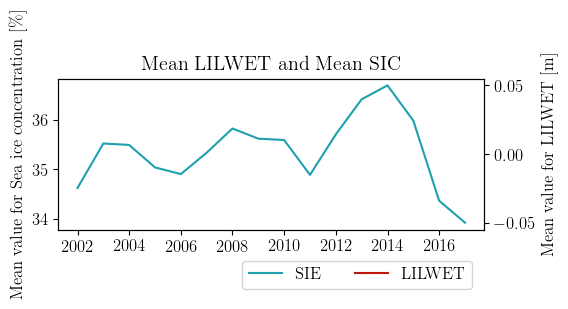 Mean LILWET and Mean SIC
Mean value for Sea ice concentration [%]
36
35
34
0.05
0.00
−0.05
Mean value for LILWET [m]
2002 2004 2006 2008 2010 2012 2014 2016
SIE LILWET